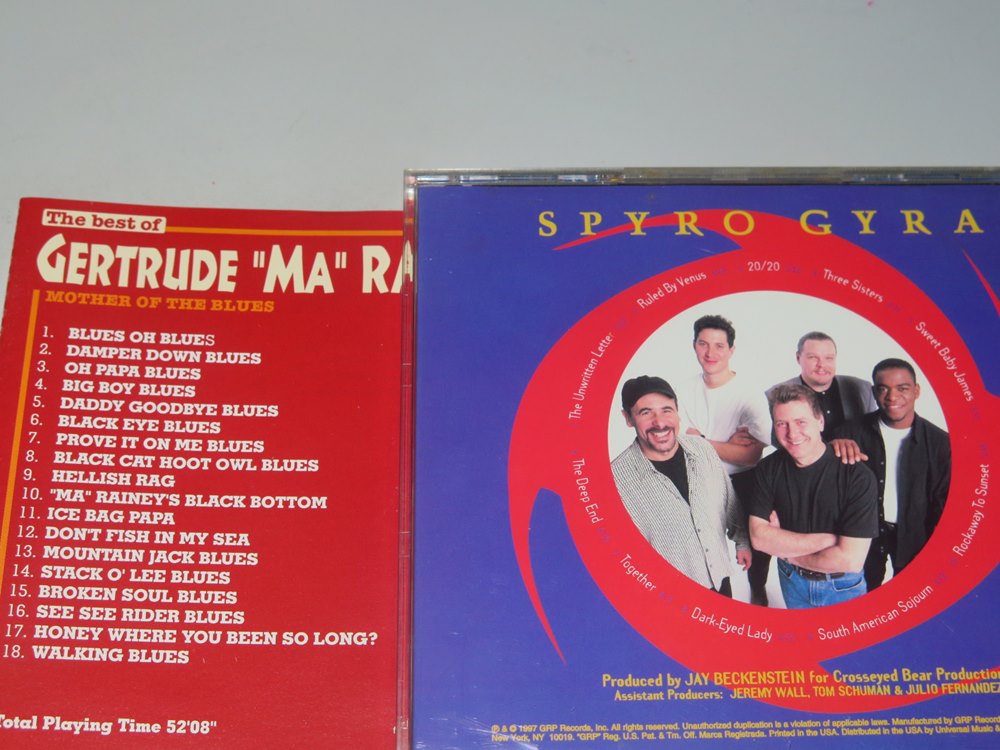 The best of
GERTRUDE "MA" RA
MOTHER OF THE BLUES
1. BLUES OH BLUES
2. DAMPER DOWN BLUES
3. OH PAPA BLUES
4. BIG BOY BLUES
5. DADDY GOODBYE BLUES
6. BLACK EYE BLUES
7. PROVE IT ON ME BLUES
8. BLACK CAT HOOT OWL BLUES
9. HELLISH RAG
10. "MA" RAINEY'S BLACK BOTTOM
11. ICE BAG PAPA
12. DON'T FISH IN MY SEA
13. MOUNTAIN JACK BLUES
14. STACK O' LEE BLUES
15. BROKEN SOUL BLUES
16. SEE SEE RIDER BLUES
17. HONEY WHERE YOU BEEN SO LONG?
18. WALKING BLUES
Total Playing Time 52'08"
SPYRO GYRA
20/20
Three Sisters
Sweet Baby James
Rockaway To Sunset
South American Sojourn
Dark-Eyed Lady
Together
The Deep End
The Unwritten Letter
Ruled By Venus
Produced by JAY BECKENSTEIN for Crosseyed Bear Production
Assistant Producers: JEREMY WALL, TOM SCHUMAN & JULIO FERNANDEZ
℗ & © 1997 GRP Records, Inc. All rights reserved. Unauthorized duplication is a violation of applicable laws. Manufactured by GRP Record
New York, NY 10019. "GRP" Reg. U.S. Pat. & Tm. Off. Marca Registrada. Printed in the USA. Distributed in the USA by Universal Music &